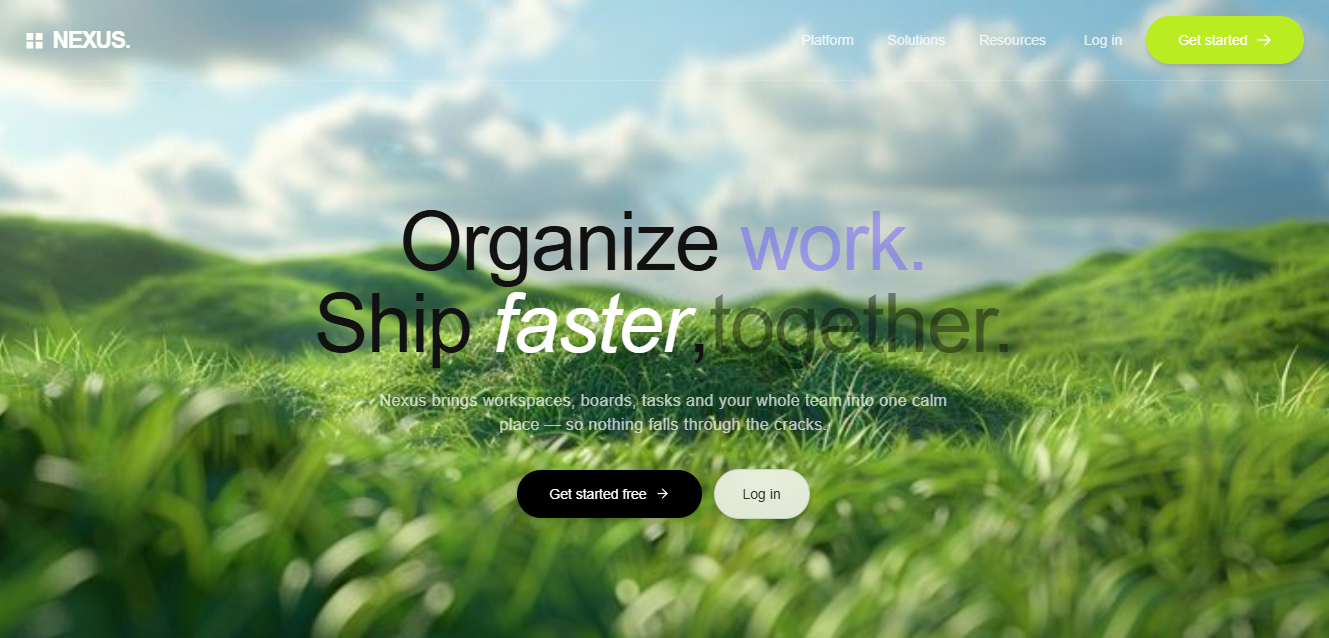 NEXUS.
Platform
Solutions
Resources
Log in
Get started →
Organize work.
Ship faster,together.
Nexus brings workspaces, boards, tasks and your whole team into one calm
place — so nothing falls through the cracks.
Get started free →
Log in